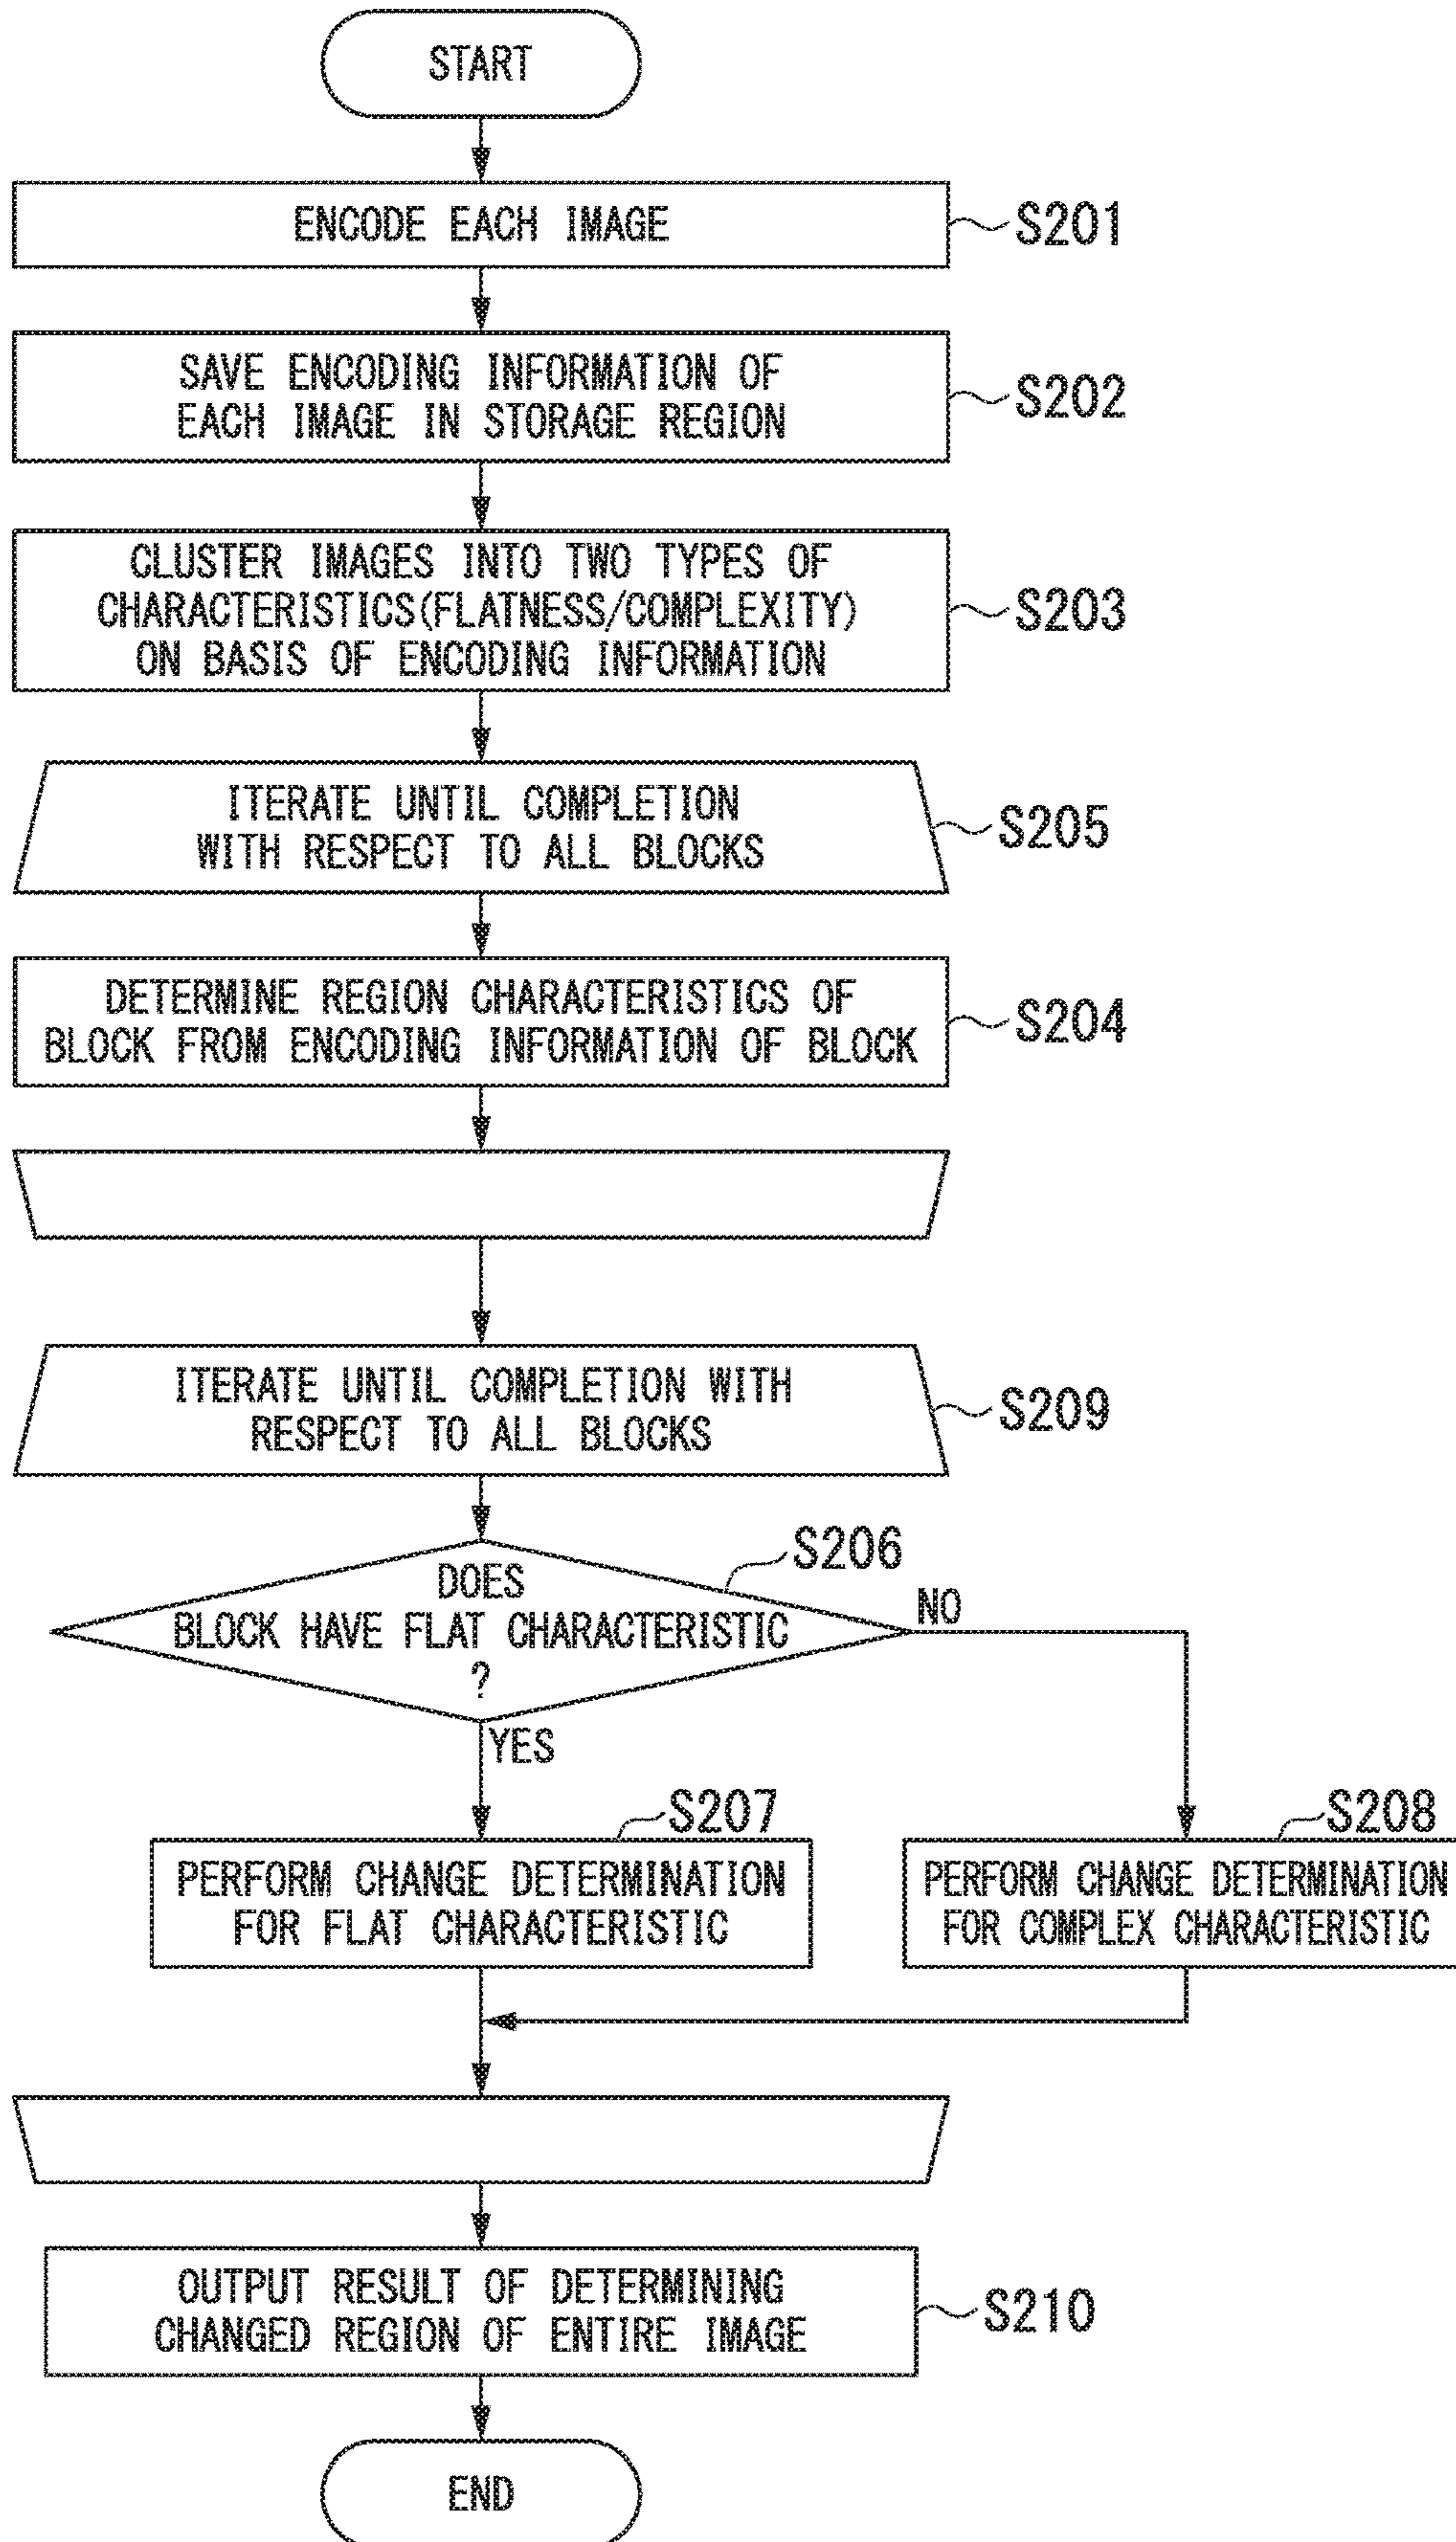 START
ENCODE EACH IMAGE
S201
SAVE ENCODING INFORMATION OF
EACH IMAGE IN STORAGE REGION
S202
CLUSTER IMAGES INTO TWO TYPES OF
CHARACTERISTICS(FLATNESS/COMPLEXITY)
ON BASIS OF ENCODING INFORMATION
S203
ITERATE UNTIL COMPLETION
WITH RESPECT TO ALL BLOCKS
S205
DETERMINE REGION CHARACTERISTICS OF
BLOCK FROM ENCODING INFORMATION OF BLOCK
S204
ITERATE UNTIL COMPLETION WITH
RESPECT TO ALL BLOCKS
S209
S206
DOES
BLOCK HAVE FLAT CHARACTERISTIC
?
NO
YES
S207
PERFORM CHANGE DETERMINATION
FOR FLAT CHARACTERISTIC
S208
PERFORM CHANGE DETERMINATION
FOR COMPLEX CHARACTERISTIC
OUTPUT RESULT OF DETERMINING
CHANGED REGION OF ENTIRE IMAGE
S210
END